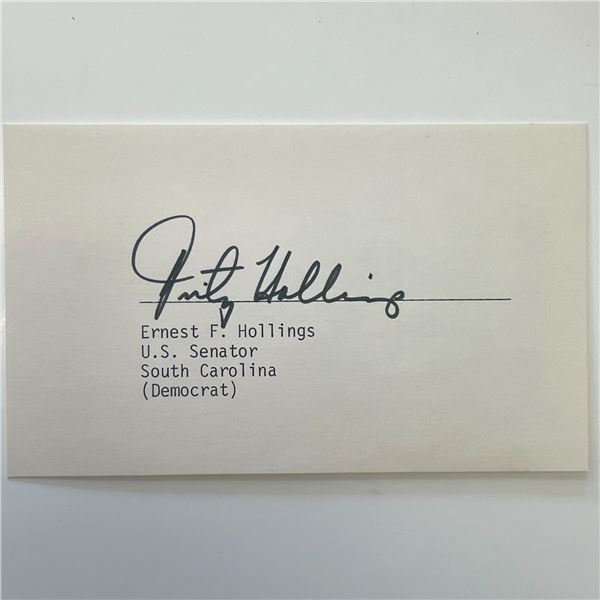 Fritz Hollings
Ernest F. Hollings
U.S. Senator
South Carolina
(Democrat)